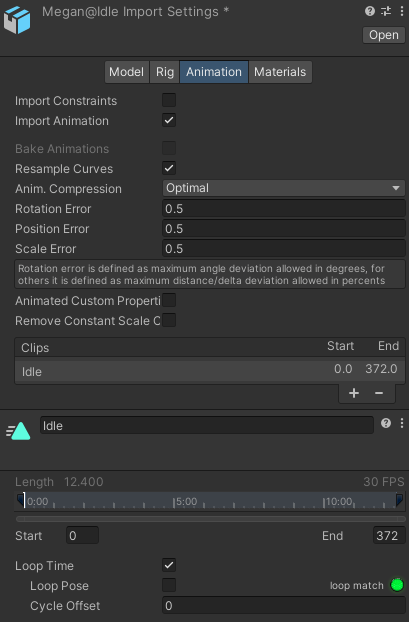 Megan@Idle Import Settings *
Open
Model Rig Animation Materials
Import Constraints
Import Animation
Bake Animations
Resample Curves
Anim. Compression Optimal
Rotation Error 0.5
Position Error 0.5
Scale Error 0.5
Rotation error is defined as maximum angle deviation allowed in degrees, for
others it is defined as maximum distance/delta deviation allowed in percents
Animated Custom Properti
Remove Constant Scale C
Clips Start End
Idle 0.0 372.0
+ −
Idle
Length 12.400 30 FPS
0:00 5:00 10:00
Start 0 End 372
Loop Time
Loop Pose loop match
Cycle Offset 0